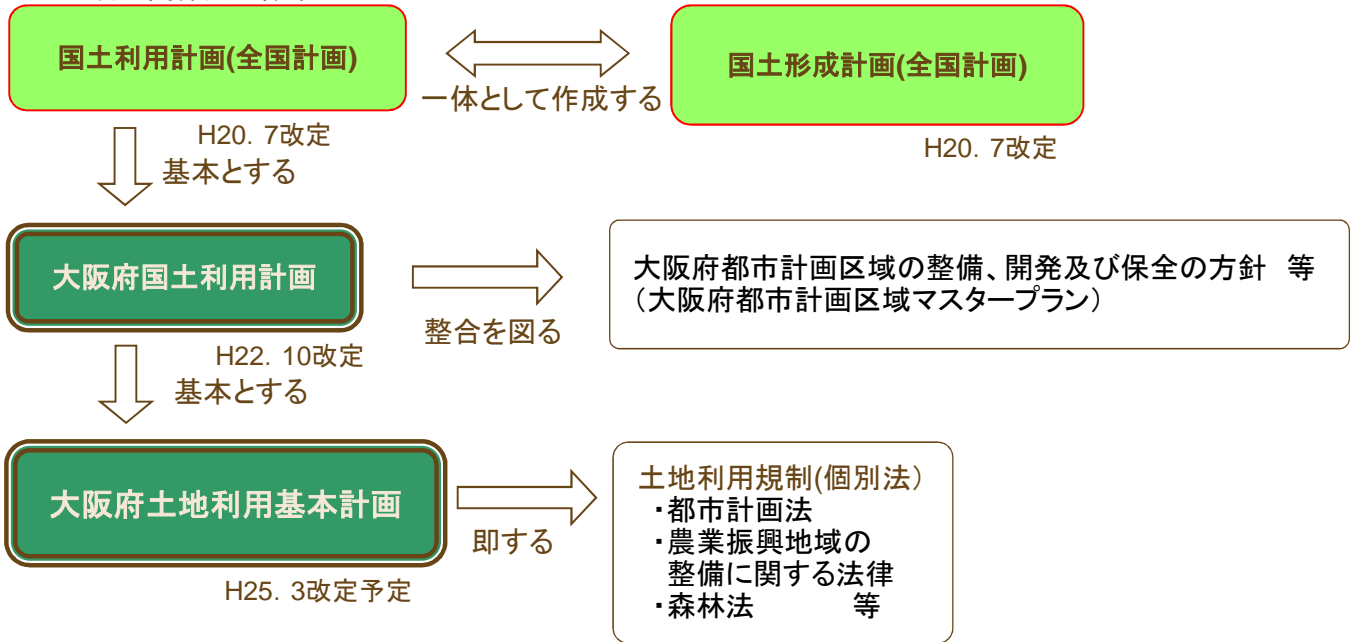 国土利用計画(全国計画)
国土形成計画(全国計画)
一体として作成する
H20．7改定
H20．7改定
基本とする
大阪府国土利用計画
大阪府都市計画区域の整備、開発及び保全の方針　等
（大阪府都市計画区域マスタープラン）
整合を図る
H22．10改定
基本とする
大阪府土地利用基本計画
土地利用規制(個別法）
・都市計画法
・農業振興地域の
整備に関する法律
・森林法　　　等
即する
H25．3改定予定